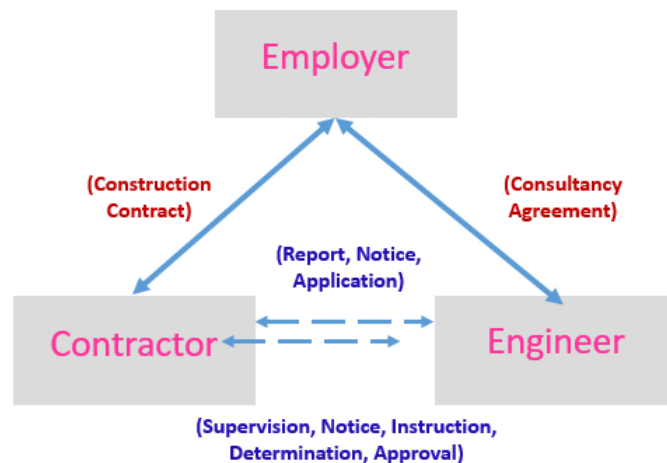 Employer
(Construction
Contract)
(Consultancy
Agreement)
(Report, Notice,
Application)
Contractor
Engineer
(Supervision, Notice, Instruction,
Determination, Approval)